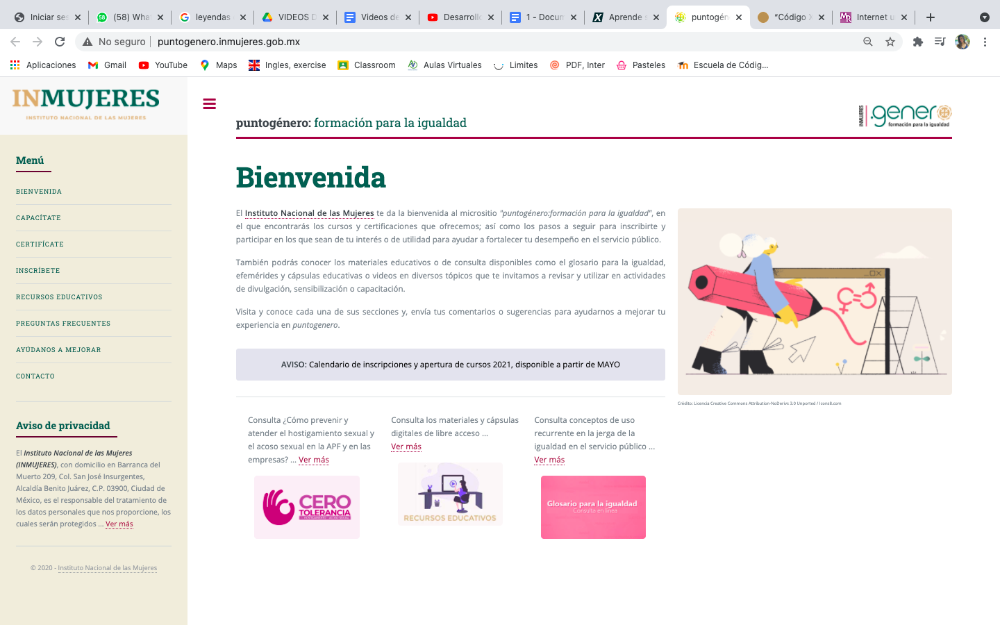 Iniciar ses
(58) Wha
leyendas
VIDEOS D
Videos de
Desarroll
1 - Docum
Aprende s
puntogén
“Código X
Internet u
No seguro
puntogenero.inmujeres.gob.mx
Aplicaciones
Gmail
YouTube
Maps
Ingles, exercise
Classroom
Aulas Virtuales
Limites
PDF, Inter
Pasteles
Escuela de Códig...
INMUJERES
INSTITUTO NACIONAL DE LAS MUJERES
Menú
BIENVENIDA
CAPACÍTATE
CERTIFÍCATE
INSCRÍBETE
RECURSOS EDUCATIVOS
PREGUNTAS FRECUENTES
AYÚDANOS A MEJORAR
CONTACTO
Aviso de privacidad
El Instituto Nacional de las Mujeres
(INMUJERES), con domicilio en Barranca del
Muerto 209, Col. San José Insurgentes,
Alcaldía Benito Juárez, C.P. 03900, Ciudad de
México, es el responsable del tratamiento de
los datos personales que nos proporcione, los
cuales serán protegidos ... Ver más
© 2020 - Instituto Nacional de las Mujeres
puntogénero: formación para la igualdad
INMUJERES
.genero
formación para la igualdad
Bienvenida
El Instituto Nacional de las Mujeres te da la bienvenida al micrositio "puntogénero:formación para la igualdad", en
el que encontrarás los cursos y certificaciones que ofrecemos; así como los pasos a seguir para inscribirte y
participar en los que sean de tu interés o de utilidad para ayudar a fortalecer tu desempeño en el servicio público.
También podrás conocer los materiales educativos o de consulta disponibles como el glosario para la igualdad,
efemérides y cápsulas educativas o videos en diversos tópicos que te invitamos a revisar y utilizar en actividades
de divulgación, sensibilización o capacitación.
Visita y conoce cada una de sus secciones y, envía tus comentarios o sugerencias para ayudarnos a mejorar tu
experiencia en puntogenero.
AVISO: Calendario de inscripciones y apertura de cursos 2021, disponible a partir de MAYO
Crédito: Licencia Creative Commons Attribution-NoDerivs 3.0 Unported / Icons8.com
Consulta ¿Cómo prevenir y
atender el hostigamiento sexual y
el acoso sexual en la APF y en las
empresas? ... Ver más
CERO
TOLERANCIA
HOSTIGAMIENTO ACOSO SEXUAL
Consulta los materiales y cápsulas
digitales de libre acceso ...
Ver más
RECURSOS EDUCATIVOS
Consulta conceptos de uso
recurrente en la jerga de la
igualdad en el servicio público ...
Ver más
Glosario para la igualdad
Consulta en línea